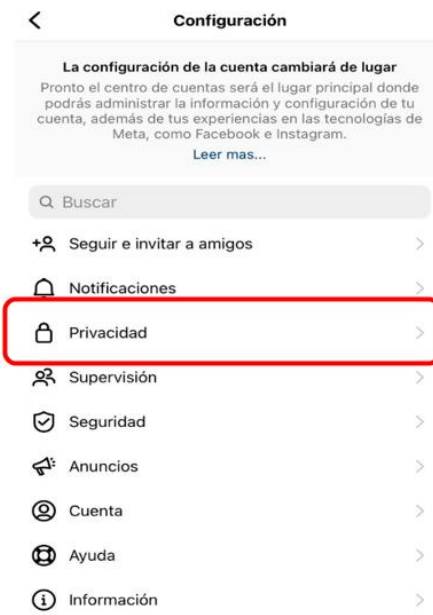 Configuración
La configuración de la cuenta cambiará de lugar
Pronto el centro de cuentas será el lugar principal donde
podrás administrar la información y configuración de tu
cuenta, además de tus experiencias en las tecnologías de
Meta, como Facebook e Instagram.
Leer mas...
Buscar
Seguir e invitar a amigos
Notificaciones
Privacidad
Supervisión
Seguridad
Anuncios
Cuenta
Ayuda
Información